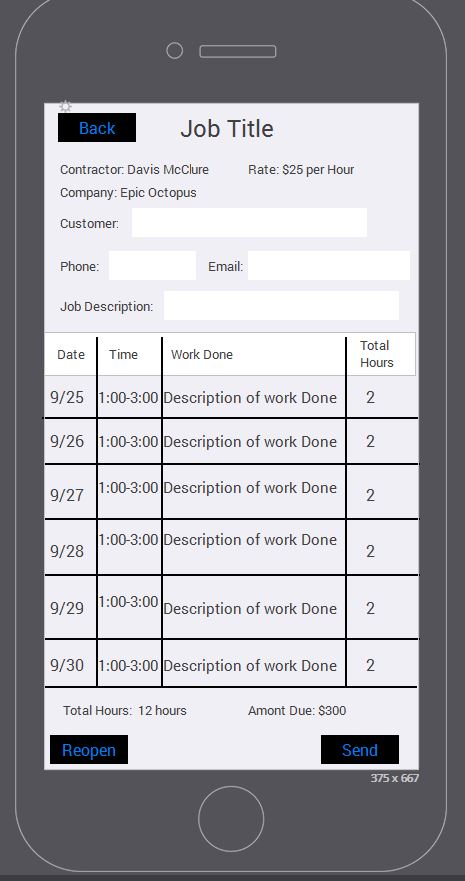 Back Job Title
Contractor: Davis McClure Rate: $25 per Hour
Company: Epic Octopus
Customer:
Phone: Email:
Job Description:
Date Time Work Done Total Hours
9/25 1:00-3:00 Description of work Done 2
9/26 1:00-3:00 Description of work Done 2
9/27 1:00-3:00 Description of work Done 2
9/28 1:00-3:00 Description of work Done 2
9/29 1:00-3:00 Description of work Done 2
9/30 1:00-3:00 Description of work Done 2
Total Hours: 12 hours Amont Due: $300
Reopen Send
375 x 667